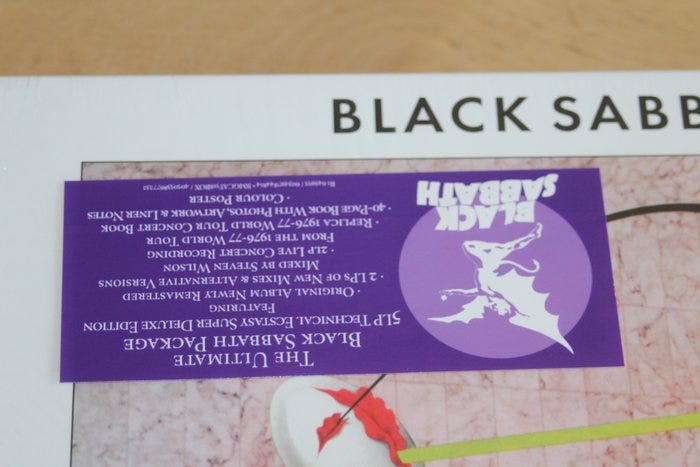 BLACK SABB
THE ULTIMATE
BLACK SABBATH PACKAGE
5LP TECHNICAL ECSTASY SUPER DELUXE EDITION
FEATURING
· ORIGINAL ALBUM NEWLY REMASTERED
· 2 LPS OF NEW MIXES & ALTERNATIVE VERSIONS
MIXED BY STEVEN WILSON
· 2LP LIVE CONCERT RECORDING
FROM THE 1976-77 WORLD TOUR
· REPLICA 1976-77 WORLD TOUR CONCERT BOOK
· 40-PAGE BOOK WITH PHOTOS, ARTWORK & LINER NOTES
· COLOUR POSTER
BLACK
SABBATH